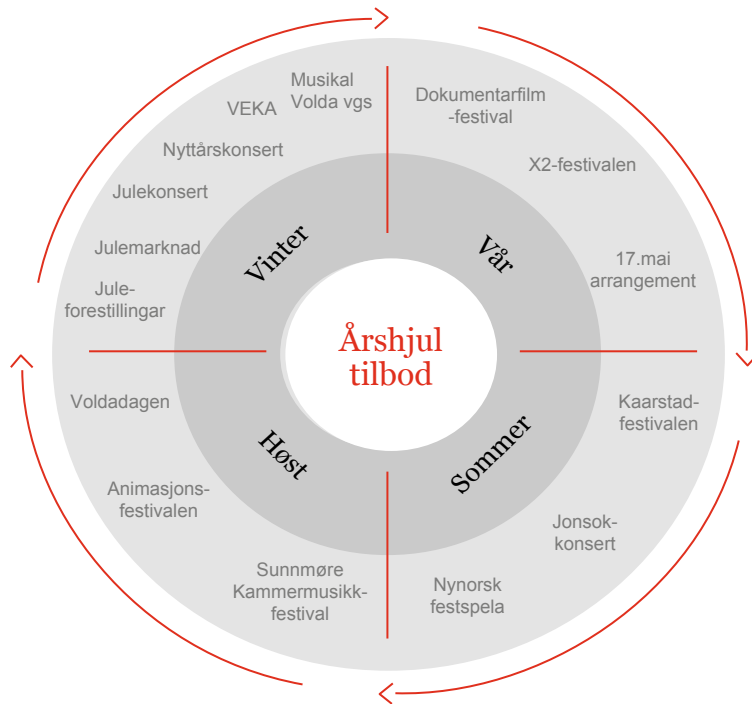 Årshjul
tilbod
Vår
Dokumentarfilm
-festival
X2-festivalen
17.mai
arrangement
Sommer
Kaarstad-
festivalen
Jonsok-
konsert
Nynorsk
festspela
Høst
Sunnmøre
Kammermusikk-
festival
Animasjons-
festivalen
Voldadagen
Vinter
Jule-
forestillingar
Julemarknad
Julekonsert
Nyttårskonsert
VEKA
Musikal
Volda vgs